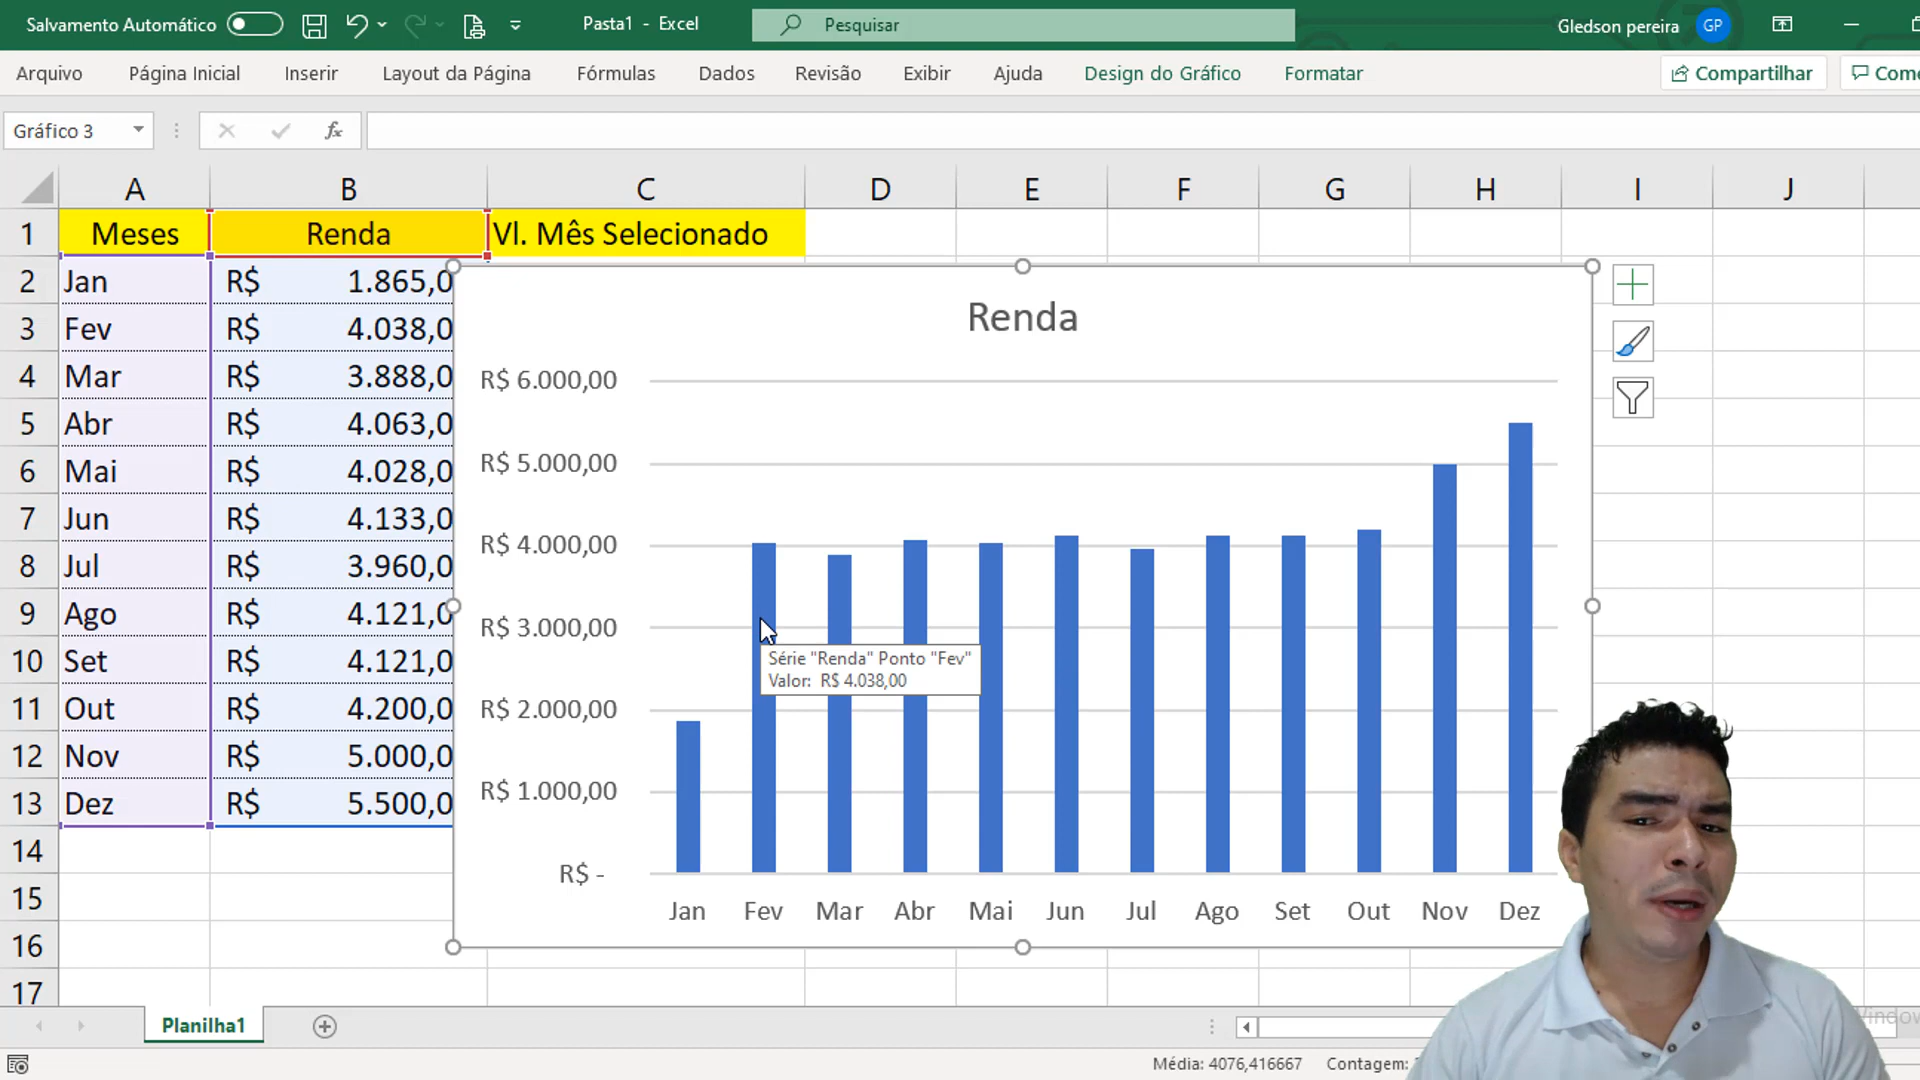 Salvamento Automático
Pasta1 - Excel
Pesquisar
Gledson pereira
GP
Arquivo
Página Inicial
Inserir
Layout da Página
Fórmulas
Dados
Revisão
Exibir
Ajuda
Design do Gráfico
Formatar
Compartilhar
Come
Gráfico 3
fx
A B C D E F G H I J
1 Meses Renda Vl. Mês Selecionado
2 Jan R$ 1.865,0
3 Fev R$ 4.038,0
4 Mar R$ 3.888,0
5 Abr R$ 4.063,0
6 Mai R$ 4.028,0
7 Jun R$ 4.133,0
8 Jul R$ 3.960,0
9 Ago R$ 4.121,0
10 Set R$ 4.121,0
11 Out R$ 4.200,0
12 Nov R$ 5.000,0
13 Dez R$ 5.500,0
14
15
16
17
Renda
R$ 6.000,00
R$ 5.000,00
R$ 4.000,00
R$ 3.000,00
R$ 2.000,00
R$ 1.000,00
R$ -
Série "Renda" Ponto "Fev"
Valor: R$ 4.038,00
Jan Fev Mar Abr Mai Jun Jul Ago Set Out Nov Dez
Planilha1
Média: 4076,416667
Contagem: